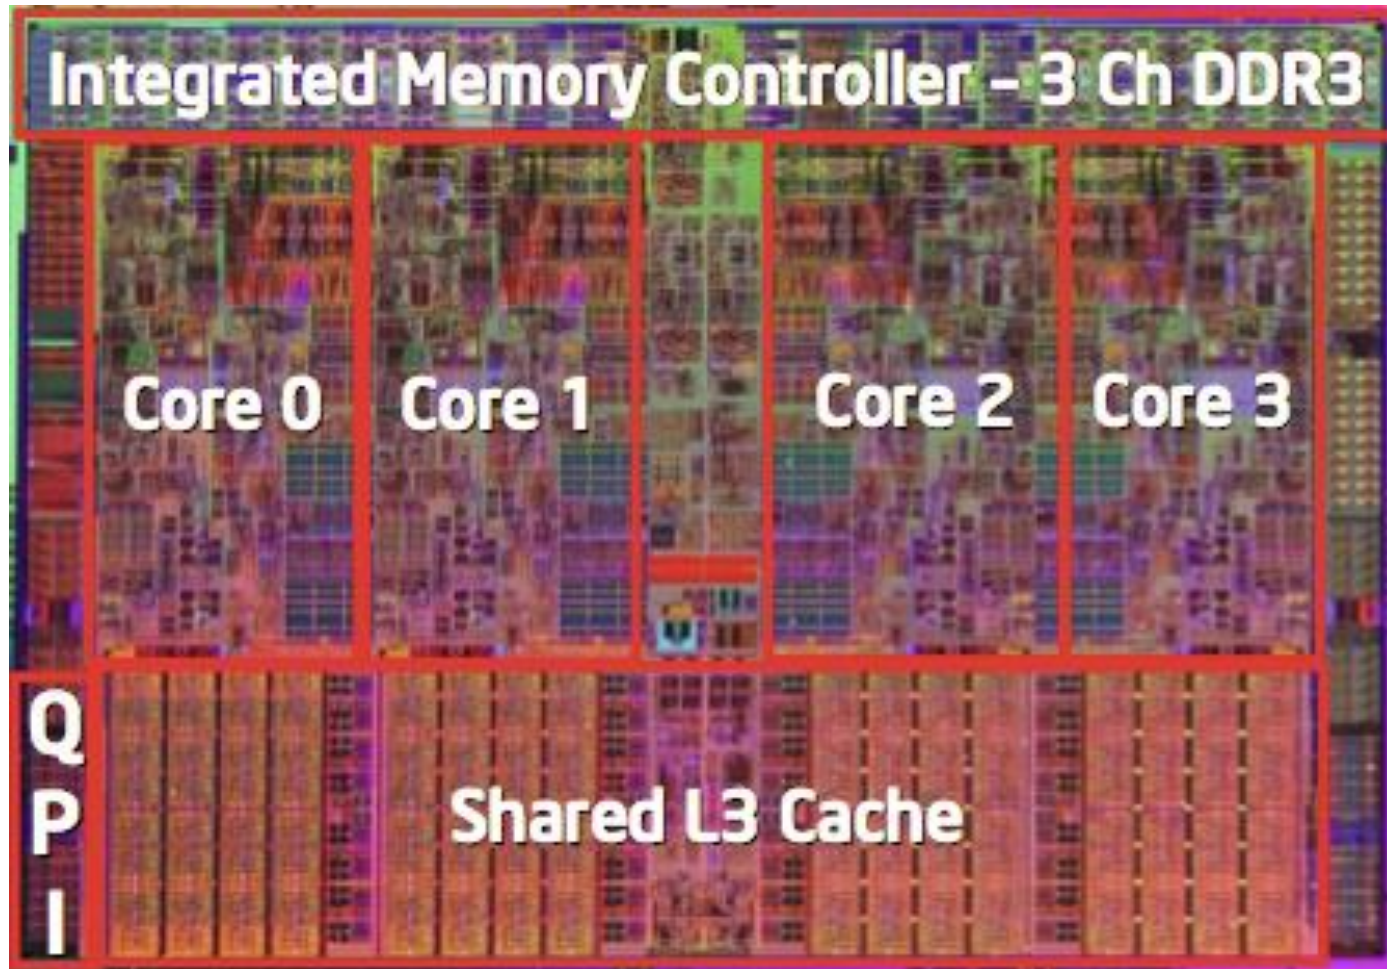 Integrated Memory Controller - 3 Ch DDR3
Core 0
Core 1
Core 2
Core 3
Q
P
I
Shared L3 Cache